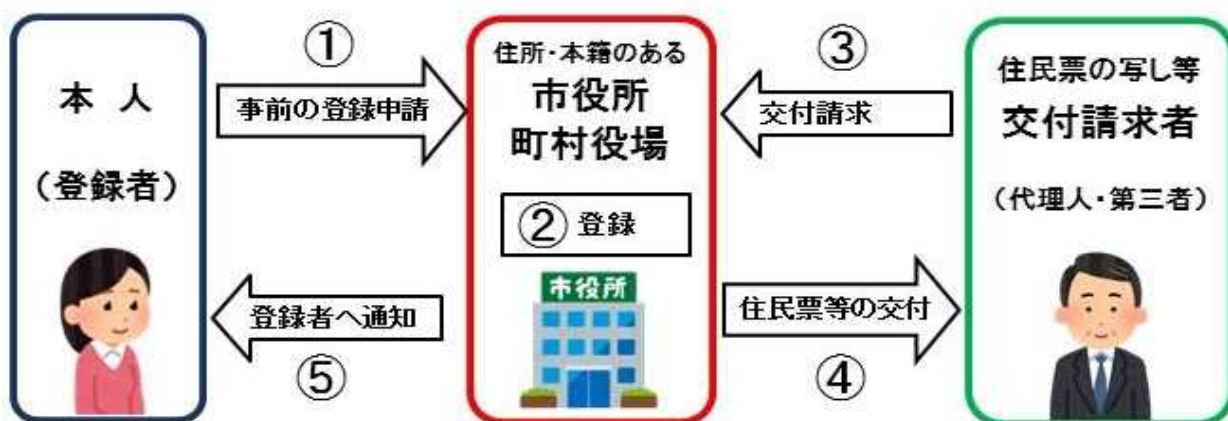 本 人
（登録者）
①
事前の登録申請
住所・本籍のある
市役所
町村役場
② 登録
市役所
③
交付請求
住民票の写し等
交付請求者
（代理人・第三者）
住民票等の交付
④
登録者へ通知
⑤